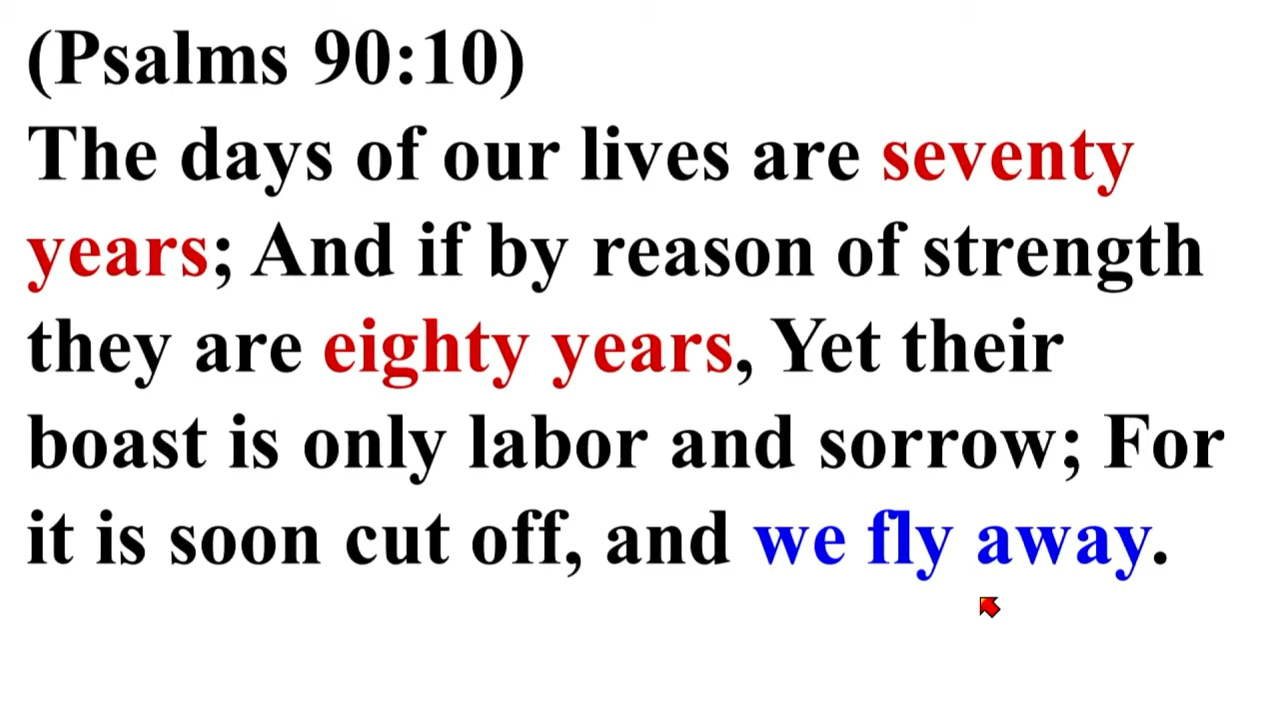 (Psalms 90:10)
The days of our lives are seventy
years; And if by reason of strength
they are eighty years, Yet their
boast is only labor and sorrow; For
it is soon cut off, and we fly away.